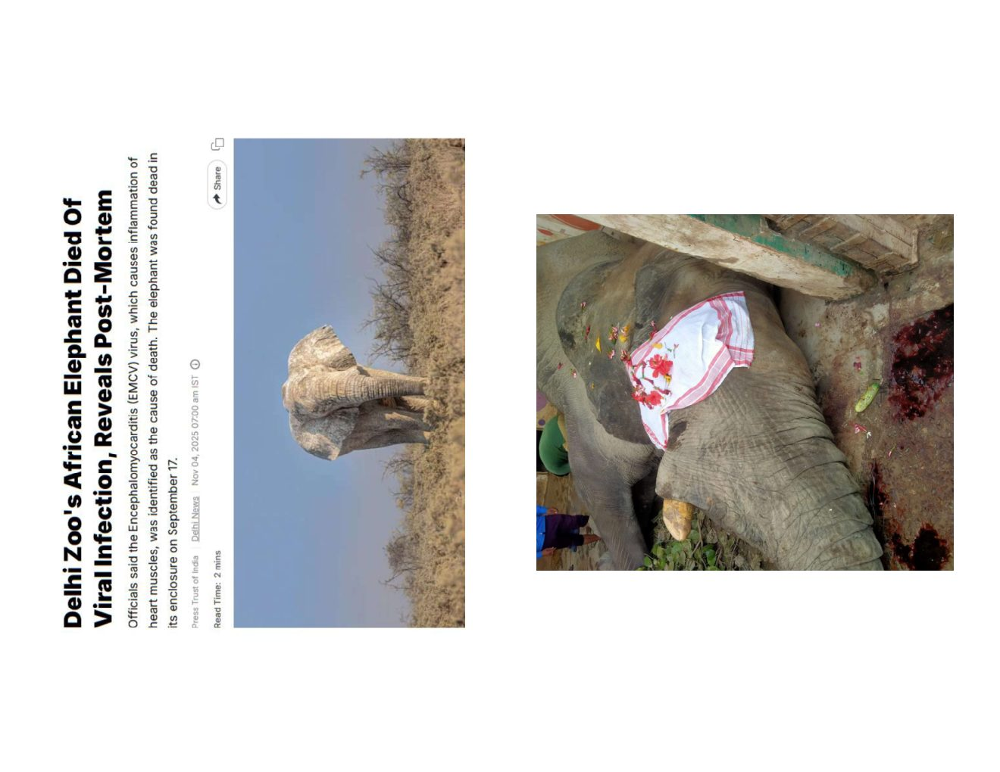 Delhi Zoo's African Elephant Died Of
Viral Infection, Reveals Post-Mortem
Officials said the Encephalomyocarditis (EMCV) virus, which causes inflammation of
heart muscles, was identified as the cause of death. The elephant was found dead in
its enclosure on September 17.
Press Trust of India Delhi News Nov 04, 2025 07:00 am IST
Read Time: 2 mins
Share